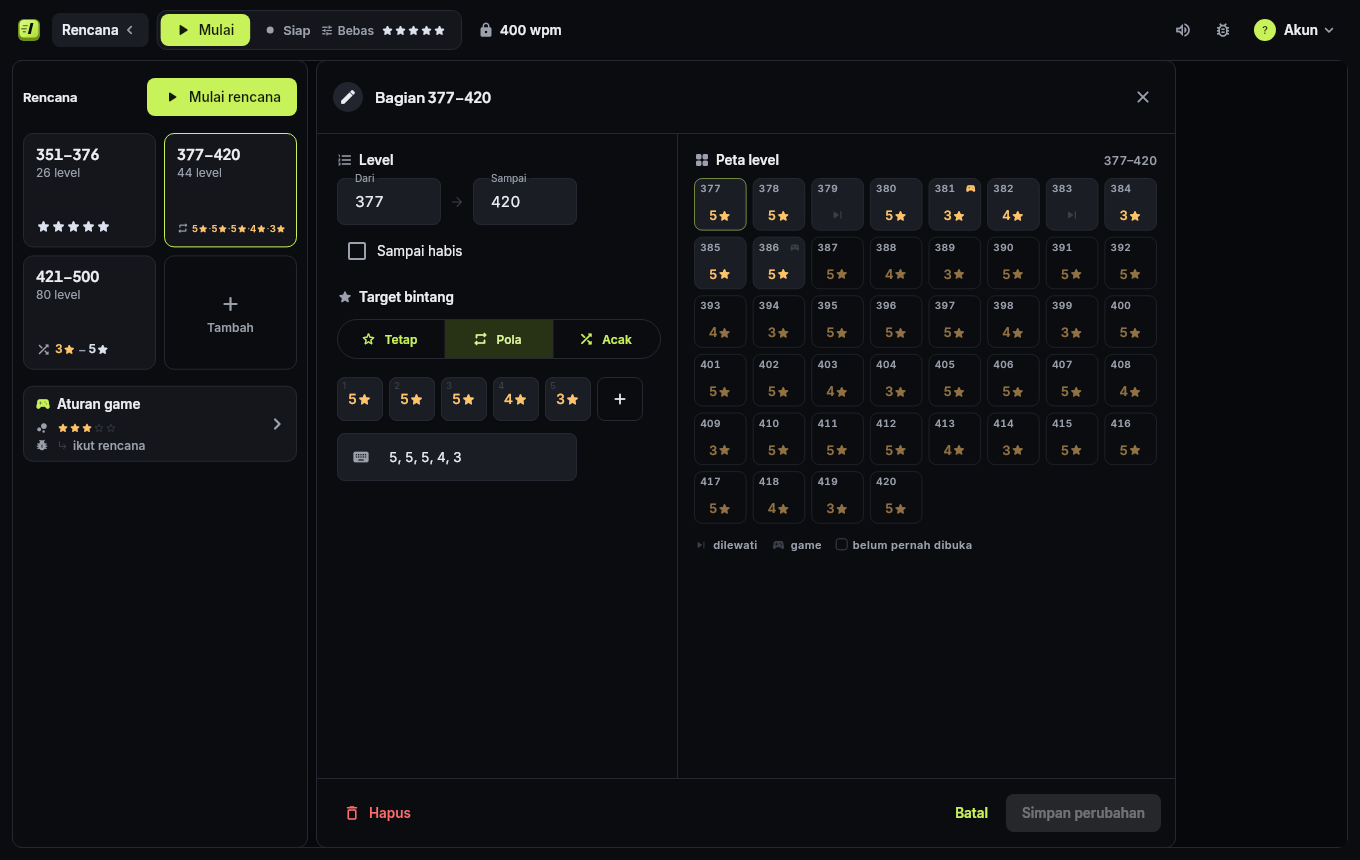 Rencana
Mulai
Siap
Bebas
400 wpm
?
Akun
Rencana
Mulai rencana
351–376
26 level
377–420
44 level
5★·5★·5★·4★·3★
421–500
80 level
3★ – 5★
Tambah
Aturan game
ikut rencana
Bagian 377–420
Level
Dari
377
Sampai
420
Sampai habis
Target bintang
Tetap
Pola
Acak
1 2 3 4 5
5★ 5★ 5★ 4★ 3★ +
5, 5, 5, 4, 3
Peta level
377–420
377 378 379 380 381 382 383 384
5★ 5★ 5★ 3★ 4★ 3★
385 386 387 388 389 390 391 392
5★ 5★ 5★ 4★ 3★ 5★ 5★ 5★
393 394 395 396 397 398 399 400
4★ 3★ 5★ 5★ 5★ 4★ 3★ 5★
401 402 403 404 405 406 407 408
5★ 5★ 4★ 3★ 5★ 5★ 5★ 4★
409 410 411 412 413 414 415 416
3★ 5★ 5★ 5★ 4★ 3★ 5★ 5★
417 418 419 420
5★ 4★ 3★ 5★
dilewati
game
belum pernah dibuka
Hapus
Batal
Simpan perubahan